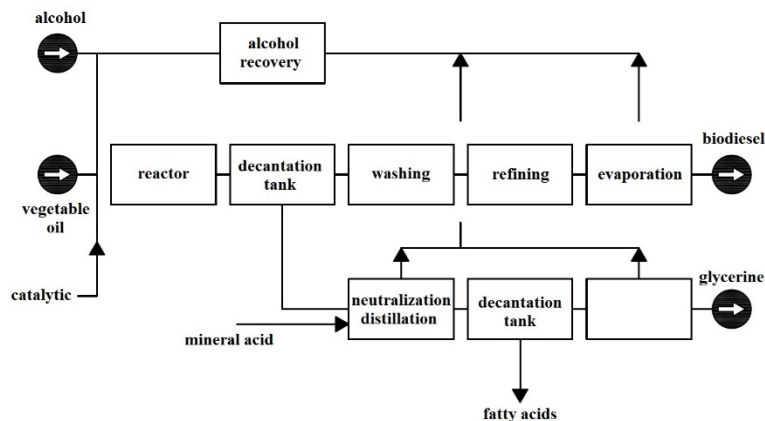 alcohol
alcohol
recovery
biodiesel
reactor
decantation
tank
washing
refining
evaporation
vegetable
oil
glycerine
catalytic
neutralization
distillation
decantation
tank
mineral acid
fatty acids